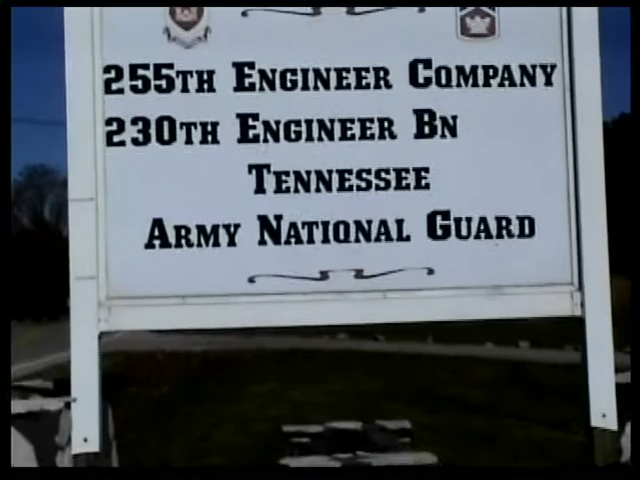 255TH ENGINEER COMPANY
230TH ENGINEER BN
TENNESSEE
ARMY NATIONAL GUARD